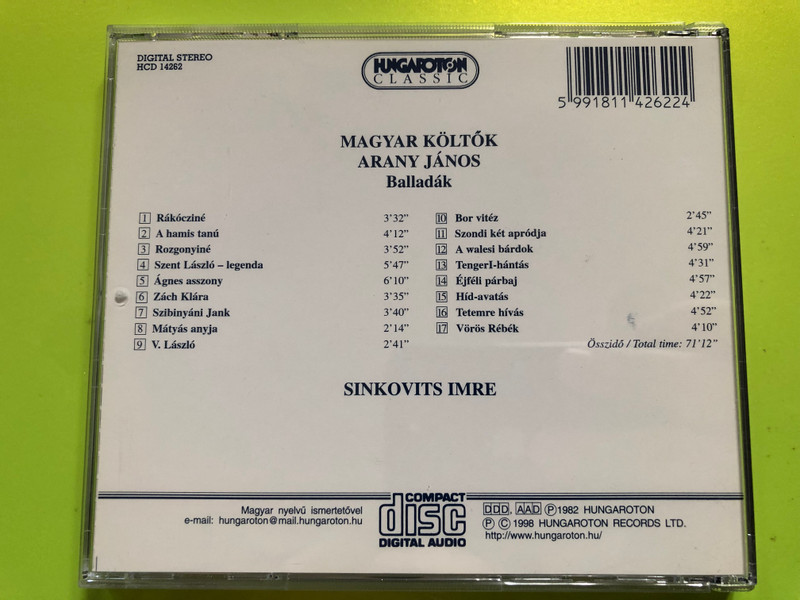 DIGITAL STEREO
HCD 14262
HUNGAROTON
CLASSIC
5 991811 426224
MAGYAR KÖLTŐK
ARANY JÁNOS
Balladák
1 Rákócziné 3'32"
2 A hamis tanú 4'12"
3 Rozgonyiné 3'52"
4 Szent László – legenda 5'47"
5 Ágnes asszony 6'10"
6 Zách Klára 3'35"
7 Szibinyáni Jank 3'40"
8 Mátyás anyja 2'14"
9 V. László 2'41"
10 Bor vitéz 2'45"
11 Szondi két apródja 4'21"
12 A walesi bárdok 4'59"
13 TengerI-hántás 4'31"
14 Éjféli párbaj 4'57"
15 Híd-avatás 4'22"
16 Tetemre hívás 4'52"
17 Vörös Rébék 4'10"
Összidő / Total time: 71'12"
SINKOVITS IMRE
Magyar nyelvű ismertetővel
e-mail: hungaroton@mail.hungaroton.hu
COMPACT
disc
DIGITAL AUDIO
DDD, AAD Ⓟ1982 HUNGAROTON
Ⓟ © 1998 HUNGAROTON RECORDS LTD.
http://www.hungaroton.hu/